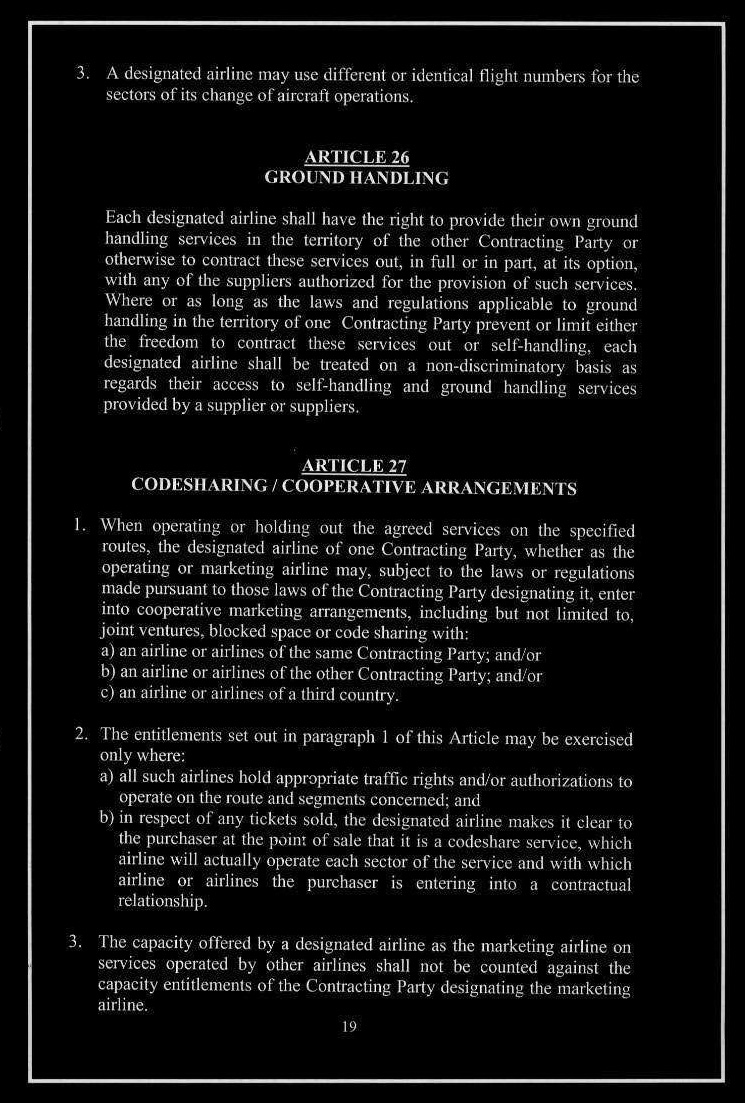 3. A designated airline may use different or identical flight numbers for the
sectors of its change of aircraft operations.
ARTICLE 26
GROUND HANDLING
Each designated airline shall have the right to provide their own ground
handling services in the territory of the other Contracting Party or
otherwise to contract these services out, in full or in part, at its option,
with any of the suppliers authorized for the provision of such services.
Where or as long as the laws and regulations applicable to ground
handling in the territory of one Contracting Party prevent or limit either
the freedom to contract these services out or self-handling, each
designated airline shall be treated on a non-discriminatory basis as
regards their access to self-handling and ground handling services
provided by a supplier or suppliers.
ARTICLE 27
CODESHARING / COOPERATIVE ARRANGEMENTS
1. When operating or holding out the agreed services on the specified
routes, the designated airline of one Contracting Party, whether as the
operating or marketing airline may, subject to the laws or regulations
made pursuant to those laws of the Contracting Party designating it, enter
into cooperative marketing arrangements, including but not limited to,
joint ventures, blocked space or code sharing with:
a) an airline or airlines of the same Contracting Party; and/or
b) an airline or airlines of the other Contracting Party; and/or
c) an airline or airlines of a third country.
2. The entitlements set out in paragraph 1 of this Article may be exercised
only where:
a) all such airlines hold appropriate traffic rights and/or authorizations to
operate on the route and segments concerned; and
b) in respect of any tickets sold, the designated airline makes it clear to
the purchaser at the point of sale that it is a codeshare service, which
airline will actually operate each sector of the service and with which
airline or airlines the purchaser is entering into a contractual
relationship.
3. The capacity offered by a designated airline as the marketing airline on
services operated by other airlines shall not be counted against the
capacity entitlements of the Contracting Party designating the marketing
airline.
19